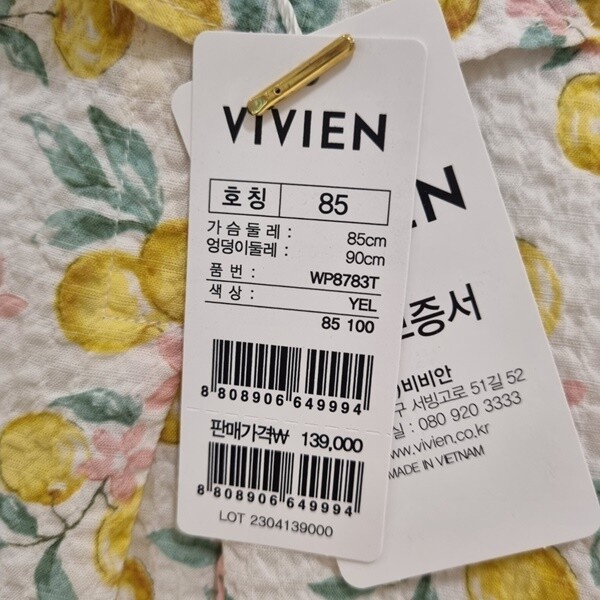 VIVIEN
호칭 85
가슴둘레 : 85cm
엉덩이둘레 : 90cm
품번 : WP8783T
색상 : YEL
85 100
8 808906 649994
판매가격₩ 139,000
8 808906 649994
LOT 2304139000
EN
증서
비비안
구 서빙고로 51길 52
실 : 080 920 3333
www.vivien.co.kr
MADE IN VIETNAM